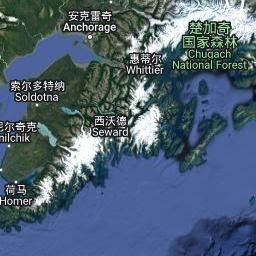 安克雷奇
Anchorage
楚加奇
国家森林
Chugach
National Forest
惠蒂尔
Whittier
索尔多特纳
Soldotna
西沃德
Seward
尼尔奇克
nilchik
荷马
Homer